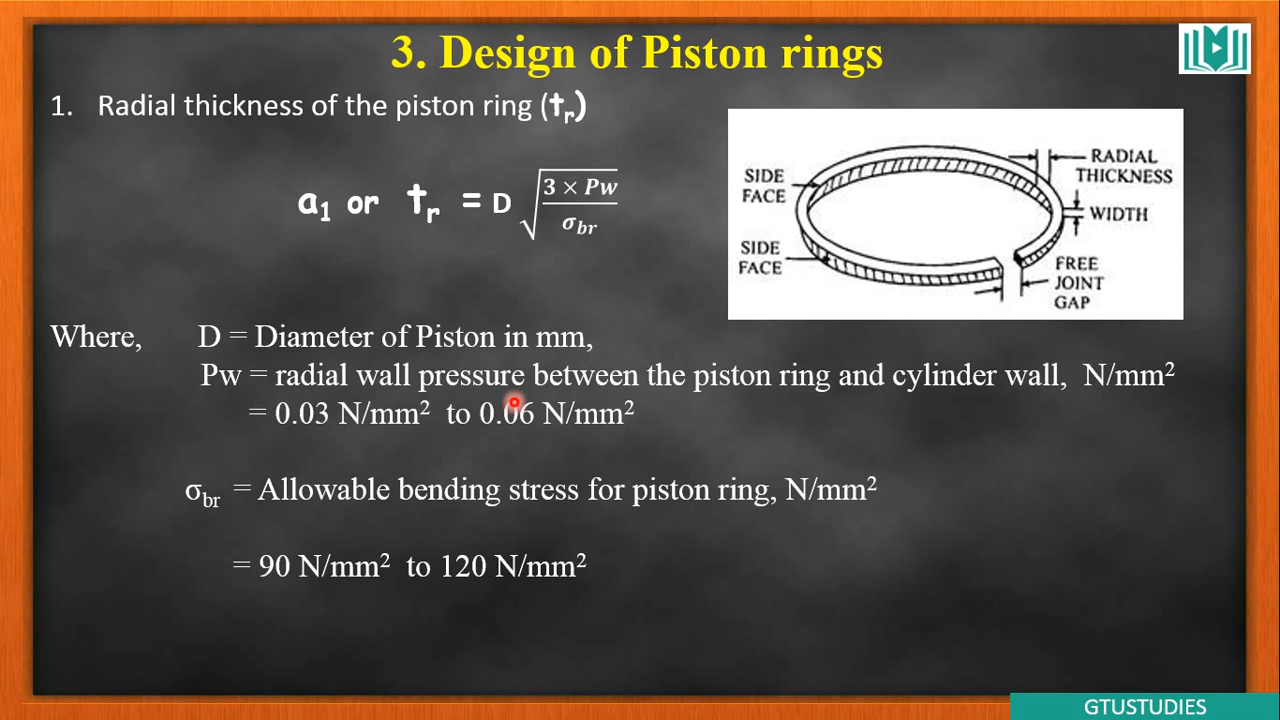 3. Design of Piston rings
1. Radial thickness of the piston ring (tᵣ)
a₁ or tᵣ = D √(3 × Pw / σ_br)
SIDE FACE
SIDE FACE
RADIAL THICKNESS
WIDTH
FREE JOINT GAP
Where, D = Diameter of Piston in mm,
Pw = radial wall pressure between the piston ring and cylinder wall, N/mm²
= 0.03 N/mm² to 0.06 N/mm²
σ_br = Allowable bending stress for piston ring, N/mm²
= 90 N/mm² to 120 N/mm²
GTUSTUDIES